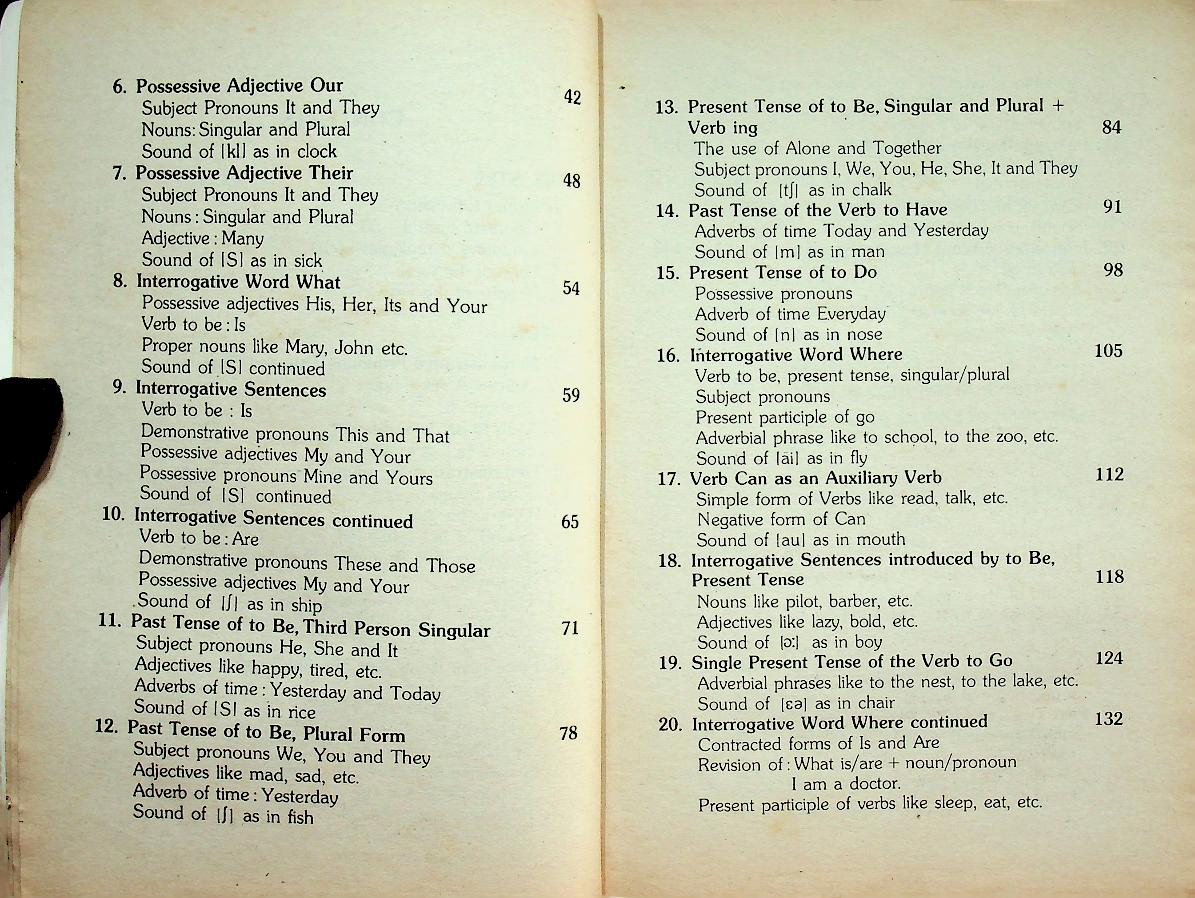 6. Possessive Adjective Our 42
Subject Pronouns It and They
Nouns: Singular and Plural
Sound of |kl| as in clock
7. Possessive Adjective Their 48
Subject Pronouns It and They
Nouns : Singular and Plural
Adjective : Many
Sound of |S| as in sick
8. Interrogative Word What 54
Possessive adjectives His, Her, Its and Your
Verb to be : Is
Proper nouns like Mary, John etc.
Sound of |S| continued
9. Interrogative Sentences 59
Verb to be : Is
Demonstrative pronouns This and That
Possessive adjectives My and Your
Possessive pronouns Mine and Yours
Sound of |S| continued
10. Interrogative Sentences continued 65
Verb to be : Are
Demonstrative pronouns These and Those
Possessive adjectives My and Your
Sound of |ʃ| as in ship
11. Past Tense of to Be, Third Person Singular 71
Subject pronouns He, She and It
Adjectives like happy, tired, etc.
Adverbs of time : Yesterday and Today
Sound of |S| as in rice
12. Past Tense of to Be, Plural Form 78
Subject pronouns We, You and They
Adjectives like mad, sad, etc.
Adverb of time : Yesterday
Sound of |ʃ| as in fish
13. Present Tense of to Be, Singular and Plural +
Verb ing 84
The use of Alone and Together
Subject pronouns I, We, You, He, She, It and They
Sound of |tʃ| as in chalk
14. Past Tense of the Verb to Have 91
Adverbs of time Today and Yesterday
Sound of |m| as in man
15. Present Tense of to Do 98
Possessive pronouns
Adverb of time Everyday
Sound of |n| as in nose
16. Interrogative Word Where 105
Verb to be, present tense, singular/plural
Subject pronouns
Present participle of go
Adverbial phrase like to school, to the zoo, etc.
Sound of |ai| as in fly
17. Verb Can as an Auxiliary Verb 112
Simple form of Verbs like read, talk, etc.
Negative form of Can
Sound of |au| as in mouth
18. Interrogative Sentences introduced by to Be,
Present Tense 118
Nouns like pilot, barber, etc.
Adjectives like lazy, bold, etc.
Sound of |ɔ:| as in boy
19. Single Present Tense of the Verb to Go 124
Adverbial phrases like to the nest, to the lake, etc.
Sound of |ɛə| as in chair
20. Interrogative Word Where continued 132
Contracted forms of Is and Are
Revision of : What is/are + noun/pronoun
I am a doctor.
Present participle of verbs like sleep, eat, etc.